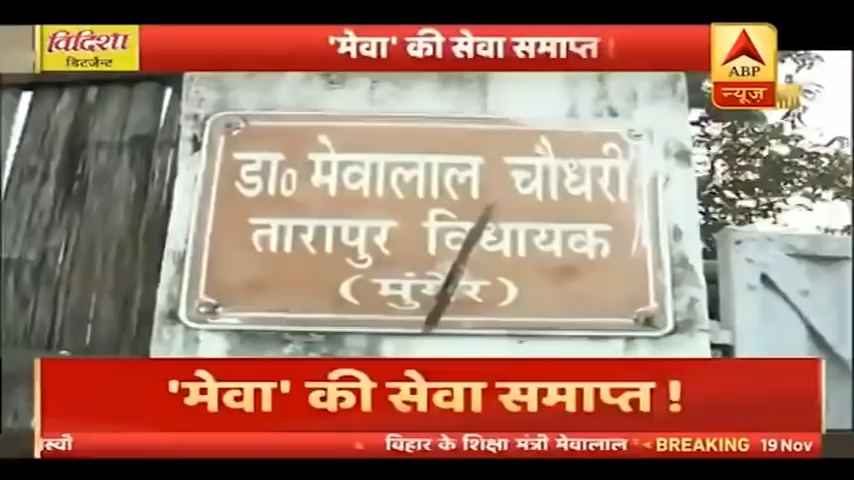 विदिशा
डिटर्जेन्ट
'मेवा' की सेवा समाप्त !
ABP
न्यूज़
डा० मेवालाल चौधरी
तारापुर विधायक
(मुंगेर)
'मेवा' की सेवा समाप्त !
बिहार के शिक्षा मंत्री मेवालाल
BREAKING 19 Nov